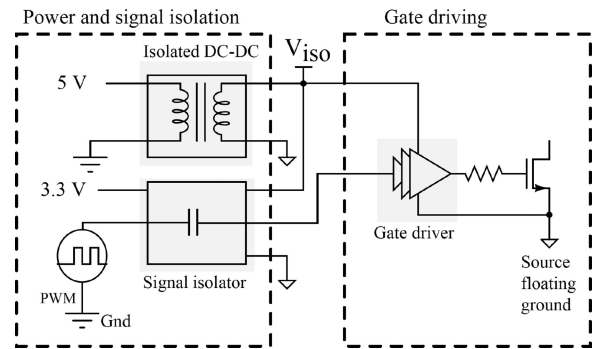 Power and signal isolation
Gate driving
Isolated DC-DC
Viso
5 V
3.3 V
Gate driver
Signal isolator
PWM
Gnd
Source
floating
ground